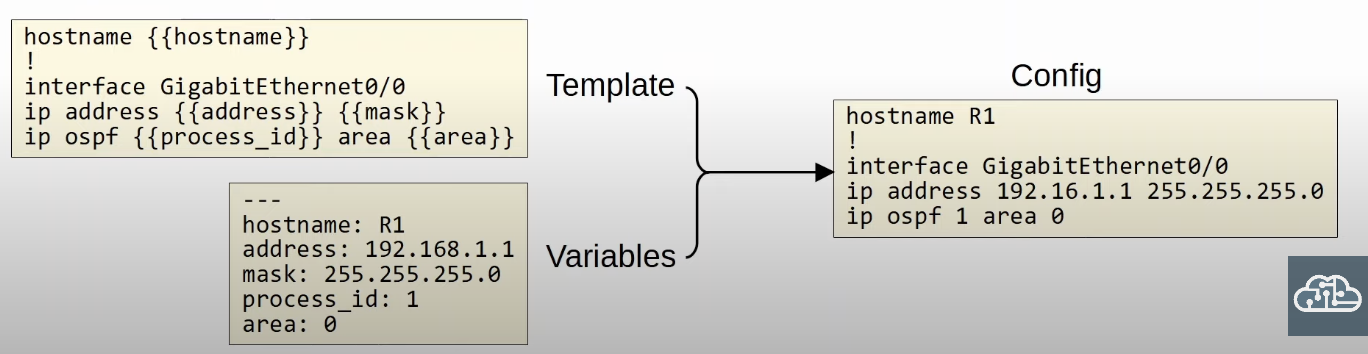 hostname {{hostname}}
!
interface GigabitEthernet0/0
ip address {{address}} {{mask}}
ip ospf {{process_id}} area {{area}}
Template
---
hostname: R1
address: 192.168.1.1
mask: 255.255.255.0
process_id: 1
area: 0
Variables
Config
hostname R1
!
interface GigabitEthernet0/0
ip address 192.16.1.1 255.255.255.0
ip ospf 1 area 0